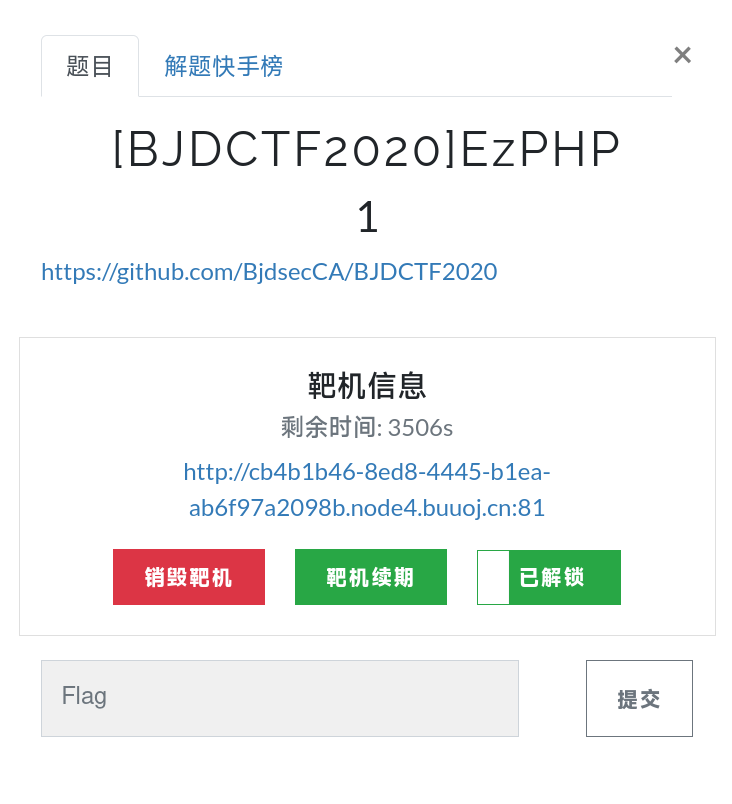 题目 解题快手榜 ×
[BJDCTF2020]EzPHP
1
https://github.com/BjdsecCA/BJDCTF2020
靶机信息
剩余时间: 3506s
http://cb4b1b46-8ed8-4445-b1ea-
ab6f97a2098b.node4.buuoj.cn:81
销毁靶机 靶机续期 已解锁
Flag 提交